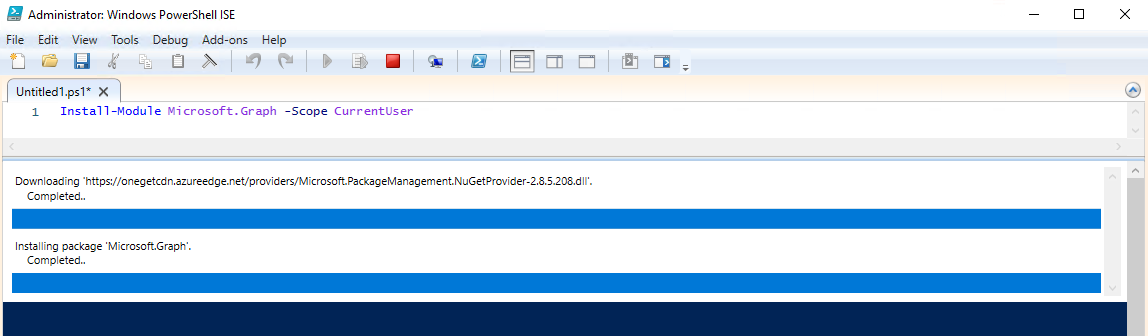 Administrator: Windows PowerShell ISE
File Edit View Tools Debug Add-ons Help
Untitled1.ps1*
1 Install-Module Microsoft.Graph -Scope CurrentUser
Downloading 'https://onegetcdn.azureedge.net/providers/Microsoft.PackageManagement.NuGetProvider-2.8.5.208.dll'.
Completed..
Installing package 'Microsoft.Graph'.
Completed..